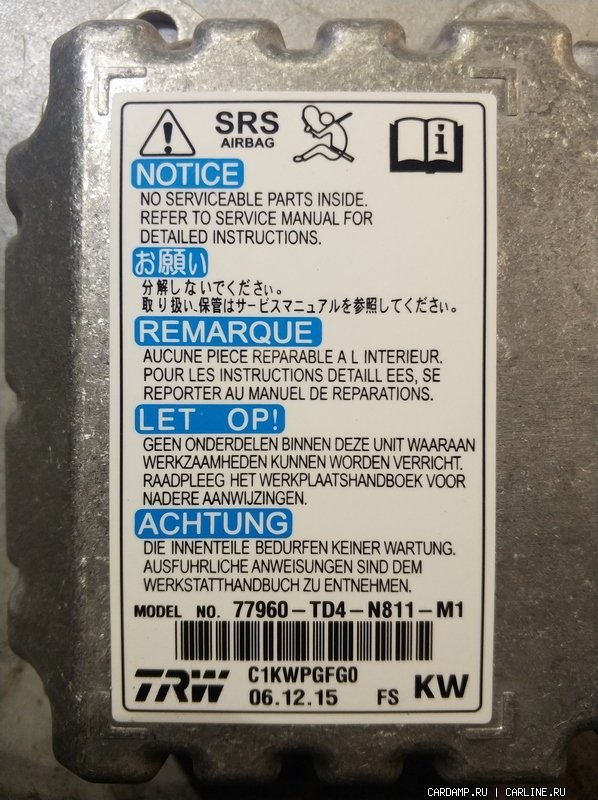 SRS
AIRBAG
NOTICE
NO SERVICEABLE PARTS INSIDE.
REFER TO SERVICE MANUAL FOR
DETAILED INSTRUCTIONS.
お願い
分解しないでください。
取り扱い、保管はサービスマニュアルを参照してください。
REMARQUE
AUCUNE PIECE REPARABLE A L INTERIEUR.
POUR LES INSTRUCTIONS DETAILL EES, SE
REPORTER AU MANUEL DE REPARATIONS.
LET OP!
GEEN ONDERDELEN BINNEN DEZE UNIT WAARAAN
WERKZAAMHEDEN KUNNEN WORDEN VERRICHT.
RAADPLEEG HET WERKPLAATSHANDBOEK VOOR
NADERE AANWIJZINGEN.
ACHTUNG
DIE INNENTEILE BEDURFEN KEINER WARTUNG.
AUSFUHRLICHE ANWEISUNGEN SIND DEM
WERKSTATTHANDBUCH ZU ENTNEHMEN.
MODEL NO. 77960-TD4-N811-M1
TRW C1KWPGFG0
06.12.15 FS KW
CARDAMP.RU | CARLINE.RU